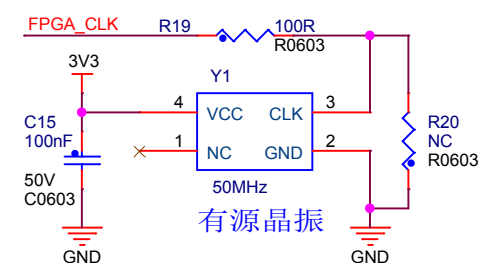 FPGA_CLK
R19
100R
R0603
3V3
Y1
C15
100nF
50V
C0603
4
VCC
CLK
3
1
NC
GND
2
R20
NC
R0603
50MHz
有源晶振
GND
GND